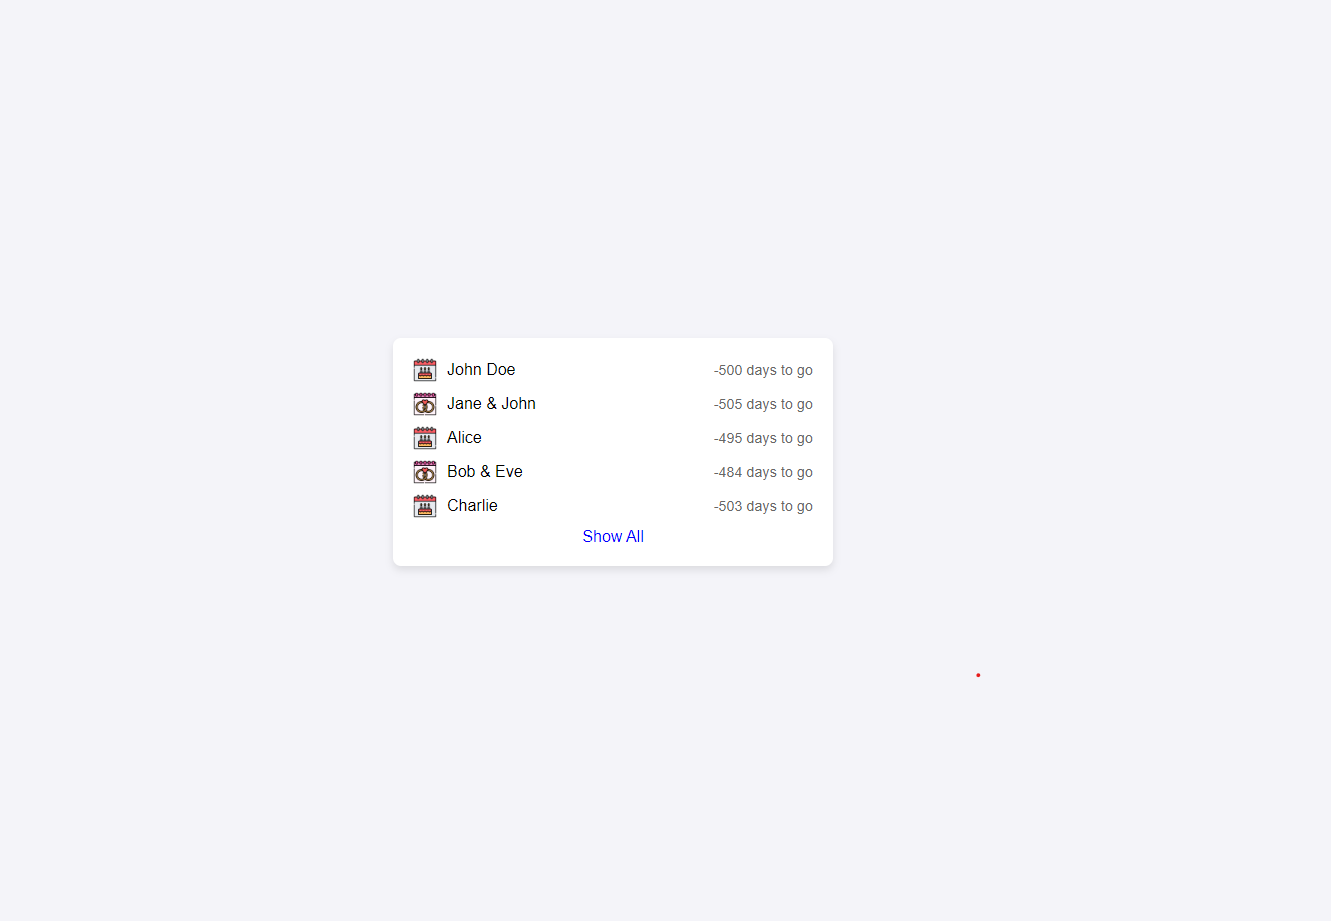 John Doe -500 days to go
Jane & John -505 days to go
Alice -495 days to go
Bob & Eve -484 days to go
Charlie -503 days to go
Show All